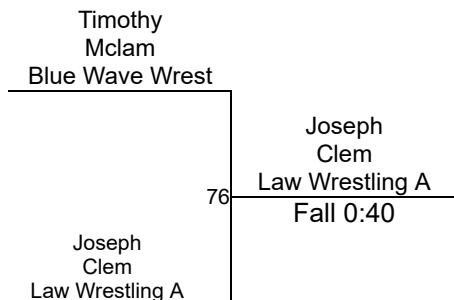 Timothy
Mclam
Blue Wave Wrest
Joseph
Clem
Law Wrestling A
76
Fall 0:40
Joseph
Clem
Law Wrestling A